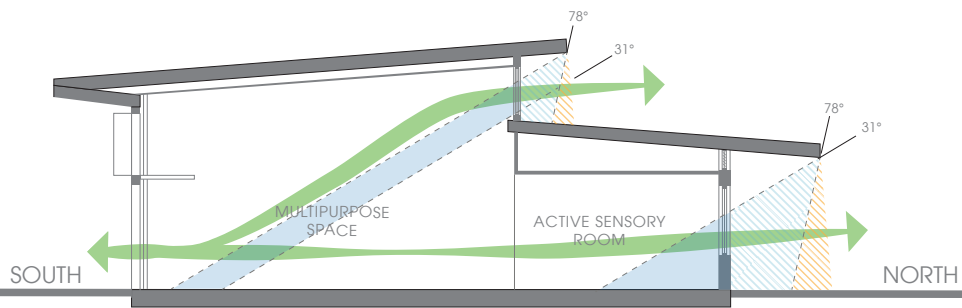 78°
31°
78°
31°
MULTIPURPOSE
SPACE
ACTIVE SENSORY
ROOM
SOUTH
NORTH